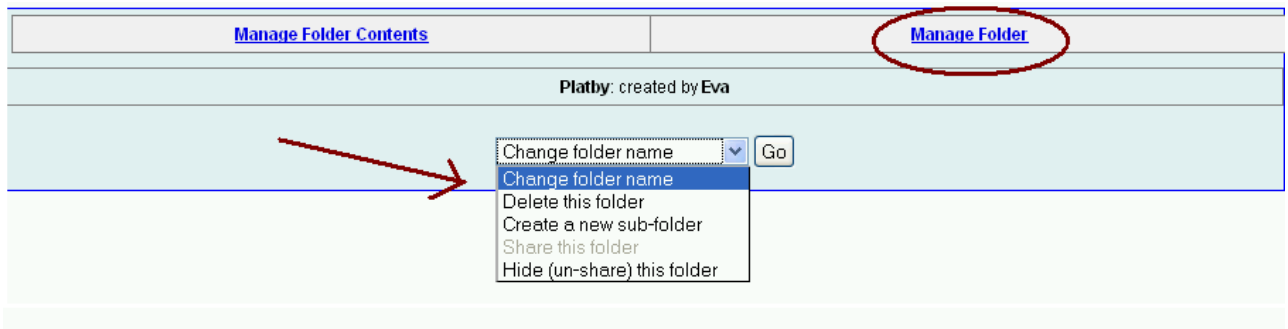 Manage Folder Contents
Manage Folder
Platby: created by Eva
Change folder name
Go
Change folder name
Delete this folder
Create a new sub-folder
Share this folder
Hide (un-share) this folder